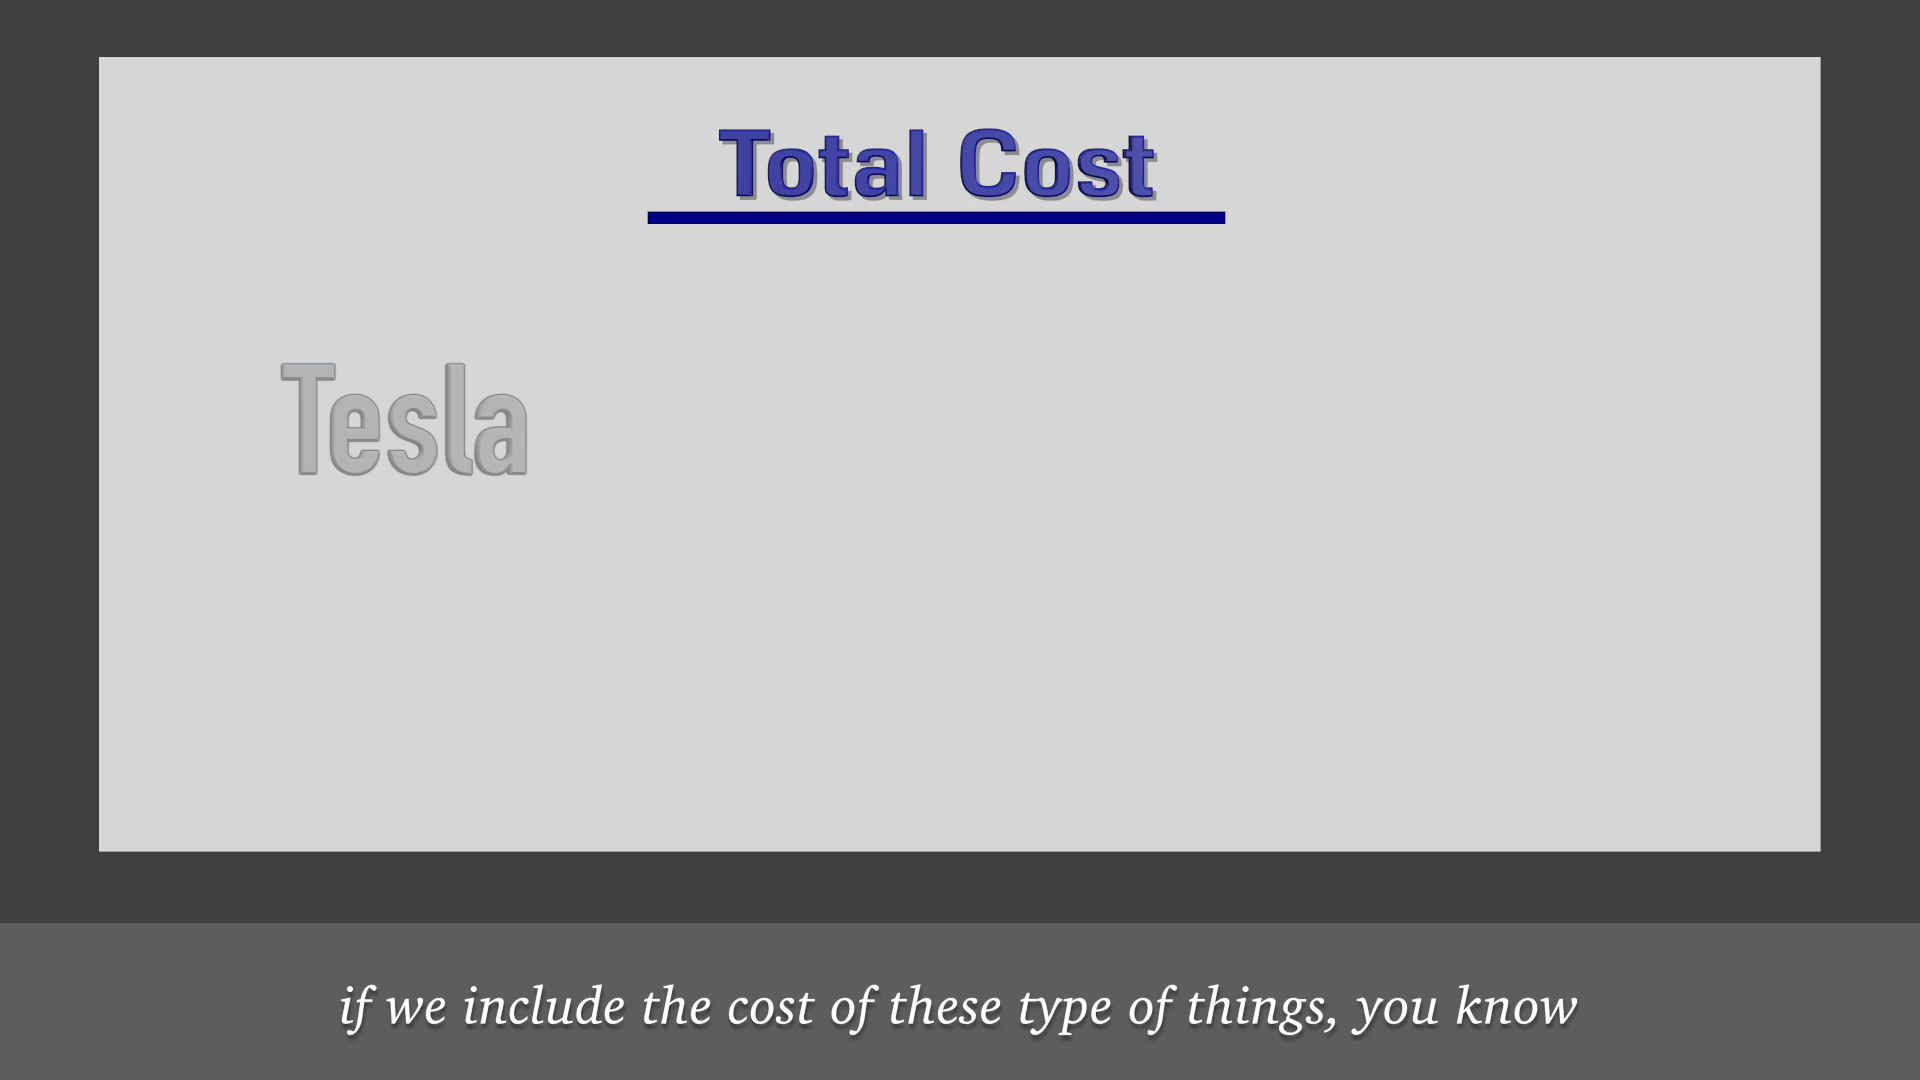 Total Cost
Tesla
if we include the cost of these type of things, you know